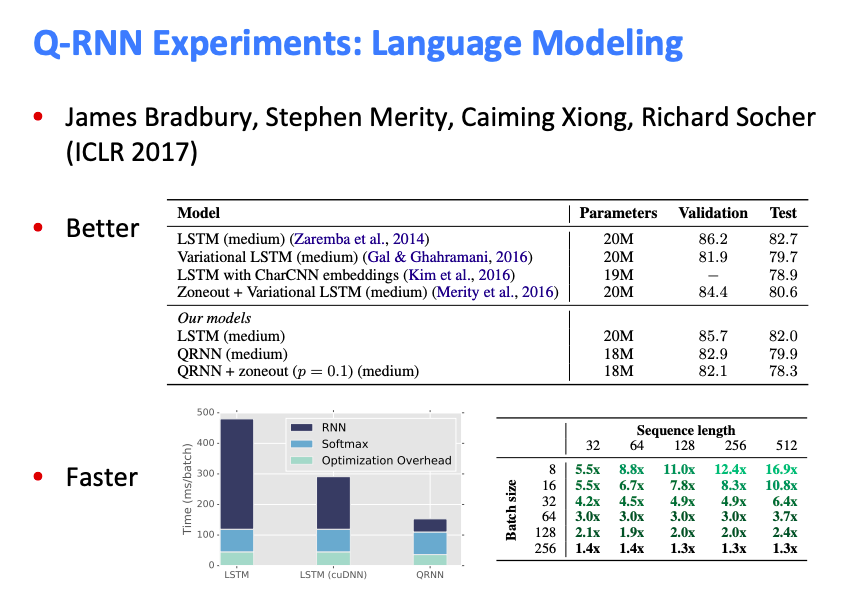 Q-RNN Experiments: Language Modeling
• James Bradbury, Stephen Merity, Caiming Xiong, Richard Socher
(ICLR 2017)
• Better
Model Parameters Validation Test
LSTM (medium) (Zaremba et al., 2014) 20M 86.2 82.7
Variational LSTM (medium) (Gal & Ghahramani, 2016) 20M 81.9 79.7
LSTM with CharCNN embeddings (Kim et al., 2016) 19M − 78.9
Zoneout + Variational LSTM (medium) (Merity et al., 2016) 20M 84.4 80.6
Our models
LSTM (medium) 20M 85.7 82.0
QRNN (medium) 18M 82.9 79.9
QRNN + zoneout (p = 0.1) (medium) 18M 82.1 78.3
• Faster
Time (ms/batch)
500
400
300
200
100
0
RNN
Softmax
Optimization Overhead
LSTM LSTM (cuDNN) QRNN
Sequence length
32 64 128 256 512
Batch size
8 5.5x 8.8x 11.0x 12.4x 16.9x
16 5.5x 6.7x 7.8x 8.3x 10.8x
32 4.2x 4.5x 4.9x 4.9x 6.4x
64 3.0x 3.0x 3.0x 3.0x 3.7x
128 2.1x 1.9x 2.0x 2.0x 2.4x
256 1.4x 1.4x 1.3x 1.3x 1.3x